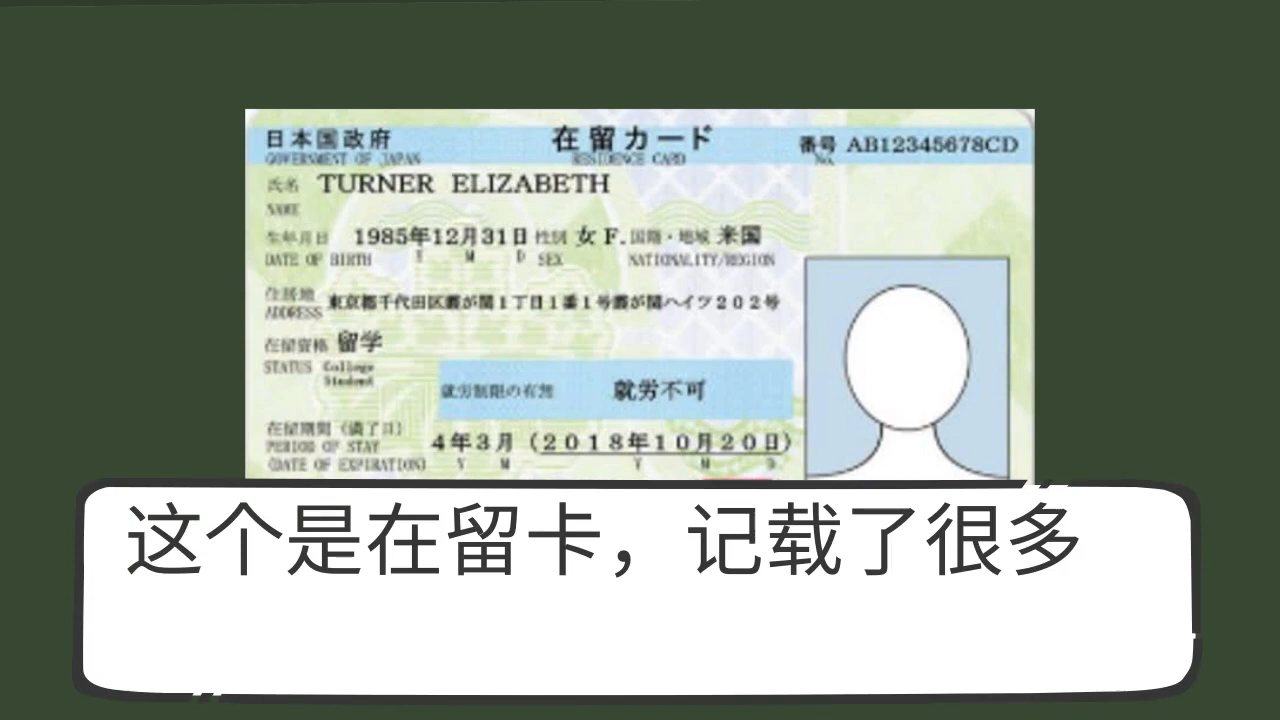 日本国政府
GOVERNMENT OF JAPAN
在留カード
RESIDENCE CARD
番号 AB12345678CD
No.
氏名 TURNER ELIZABETH
NAME
生年月日 1985年12月31日 性別 女 F. 国籍・地域 米国
DATE OF BIRTH Y M D SEX NATIONALITY/REGION
住居地 東京都千代田区霞が関1丁目1番1号霞が関ハイツ202号
ADDRESS
在留資格 留学
STATUS College
Student
就労制限の有無 就労不可
在留期間（満了日）
PERIOD OF STAY
(DATE OF EXPIRATION)
4年3月（2018年10月20日）
Y M Y M D
这个是在留卡，记载了很多